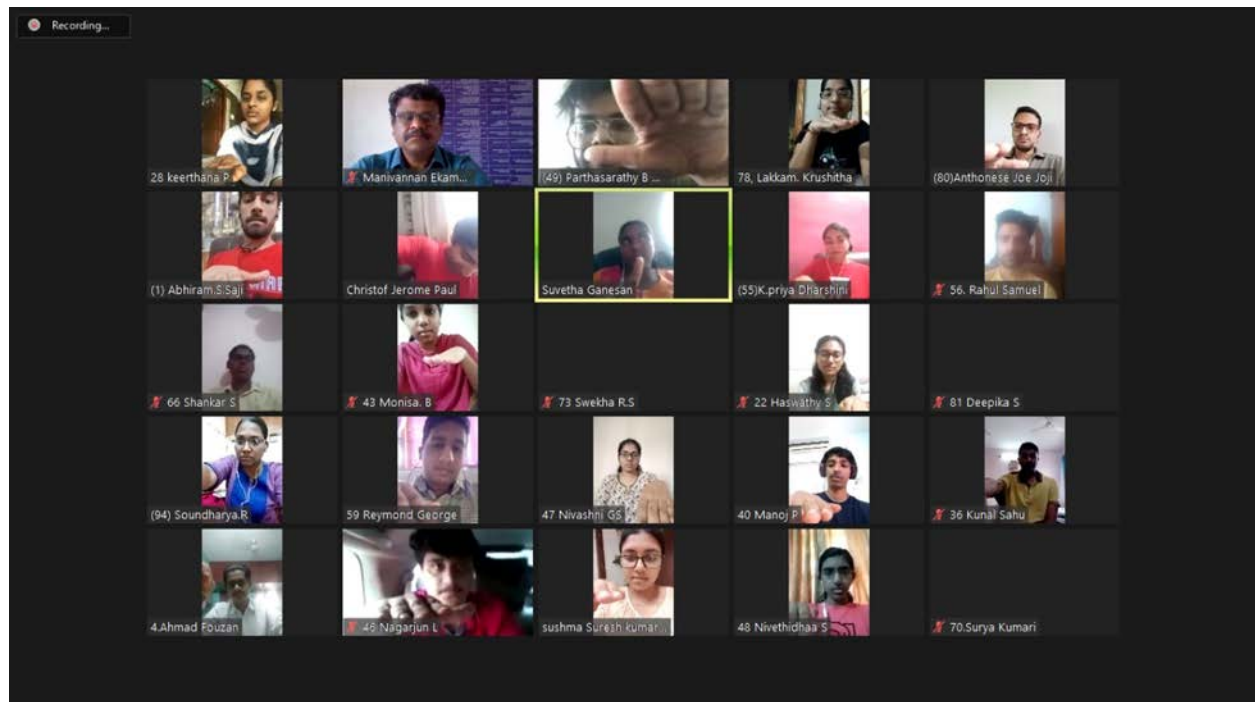 Recording...
28 keerthana P
Manivannan Ekam...
(49) Parthasarathy B ...
78, Lakkam. Krushitha
(80)Anthonese Joe Joji
(1) Abhiram.S.Saji
Christof Jerome Paul
Suvetha Ganesan
(55)K.priya Dharshini
56. Rahul Samuel
66 Shankar S
43 Monisa. B
73 Swekha R.S
22 Haswathy S
81 Deepika S
(94) Soundharya.R
59 Reymond George
47 Nivashni GS
40 Manoj P
36 Kunal Sahu
4.Ahmad Fouzan
46 Nagarjun L
sushma Suresh kumar...
48 Nivethidhaa S
70.Surya Kumari